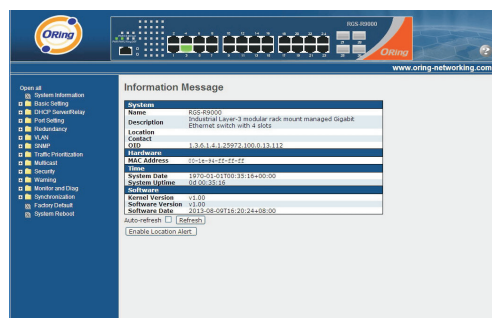 ORing
RGS-R9000
ORing
www.oring-networking.com
Open all
System Information
Basic Setting
DHCP Server/Relay
Port Setting
Redundancy
VLAN
SNMP
Traffic Prioritization
Multicast
Security
Warning
Monitor and Diag
Synchronization
Factory Default
System Reboot
Information Message
System
Name RGS-R9000
Description Industrial Layer-3 modular rack mount managed Gigabit
Ethernet switch with 4 slots
Location
Contact
OID 1.3.6.1.4.1.25972.100.0.13.112
Hardware
MAC Address 00-1e-94-ff-ff-ff
Time
System Date 1970-01-01T00:35:16+00:00
System Uptime 0d 00:35:16
Software
Kernel Version v1.00
Software Version v1.00
Software Date 2013-08-09T16:20:24+08:00
Auto-refresh Refresh
Enable Location Alert